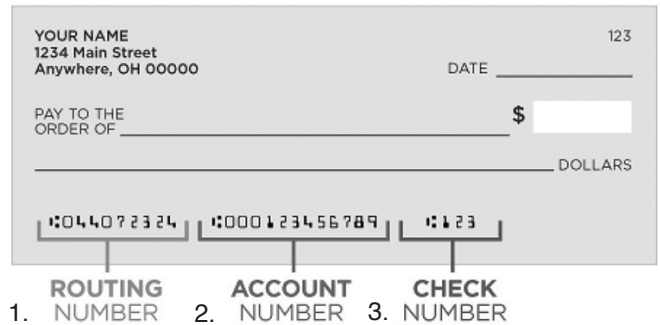 YOUR NAME 123
1234 Main Street
Anywhere, OH 00000
DATE
PAY TO THE
ORDER OF $
DOLLARS
⑆044072324 ⑆000123456789 ⑆123
ROUTING ACCOUNT CHECK
1. NUMBER 2. NUMBER 3. NUMBER